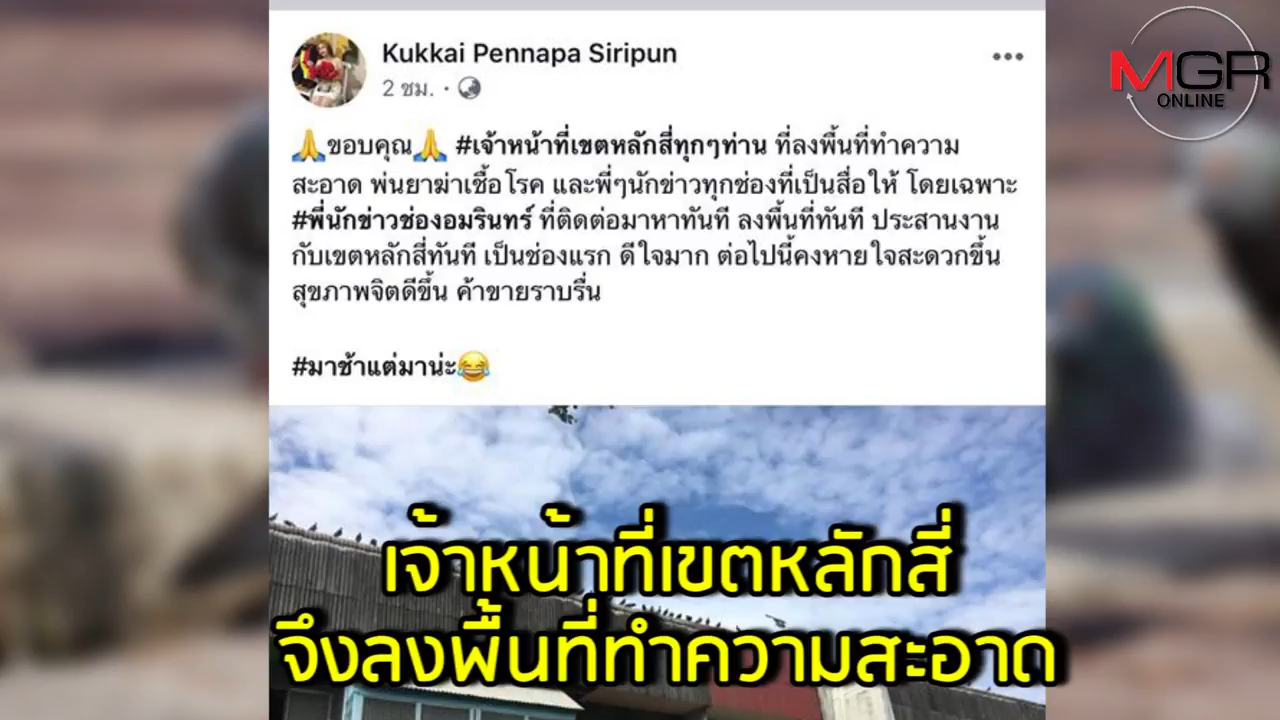 Kukkai Pennapa Siripun
2 ชม.
MGR
ONLINE
🙏ขอบคุณ🙏 #เจ้าหน้าที่เขตหลักสี่ทุกๆท่าน ที่ลงพื้นที่ทำความ
สะอาด พ่นยาฆ่าเชื้อโรค และพี่ๆนักข่าวทุกช่องที่เป็นสื่อให้ โดยเฉพาะ
#พี่นักข่าวช่องอมรินทร์ ที่ติดต่อมาหาทันที ลงพื้นที่ทันที ประสานงาน
กับเขตหลักสี่ทันที เป็นช่องแรก ดีใจมาก ต่อไปนี้คงหายใจสะดวกขึ้น
สุขภาพจิตดีขึ้น ค้าขายราบรื่น
#มาช้าแต่มาน่ะ😂
เจ้าหน้าที่เขตหลักสี่
จึงลงพื้นที่ทำความสะอาด